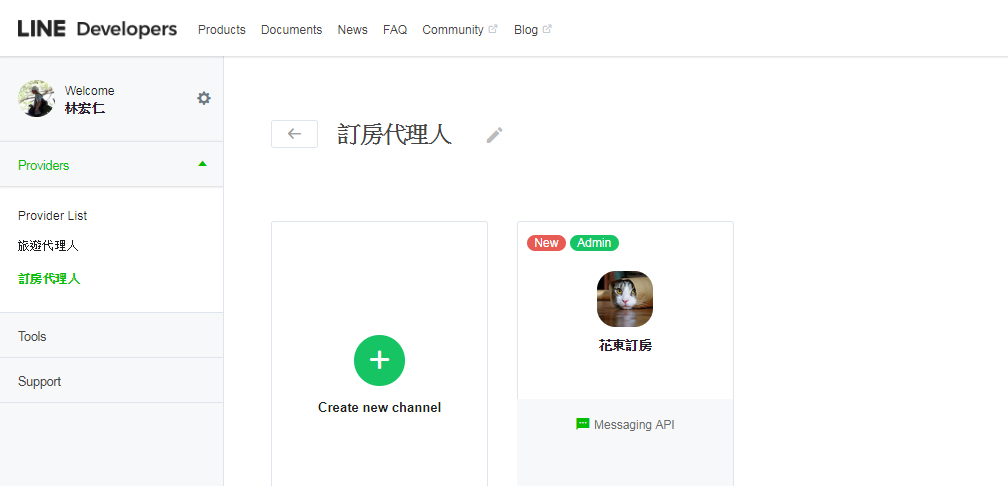 LINE Developers Products Documents News FAQ Community Blog
Welcome
林宏仁
Providers
Provider List
旅遊代理人
訂房代理人
Tools
Support
訂房代理人
Create new channel
New Admin
花東訂房
Messaging API